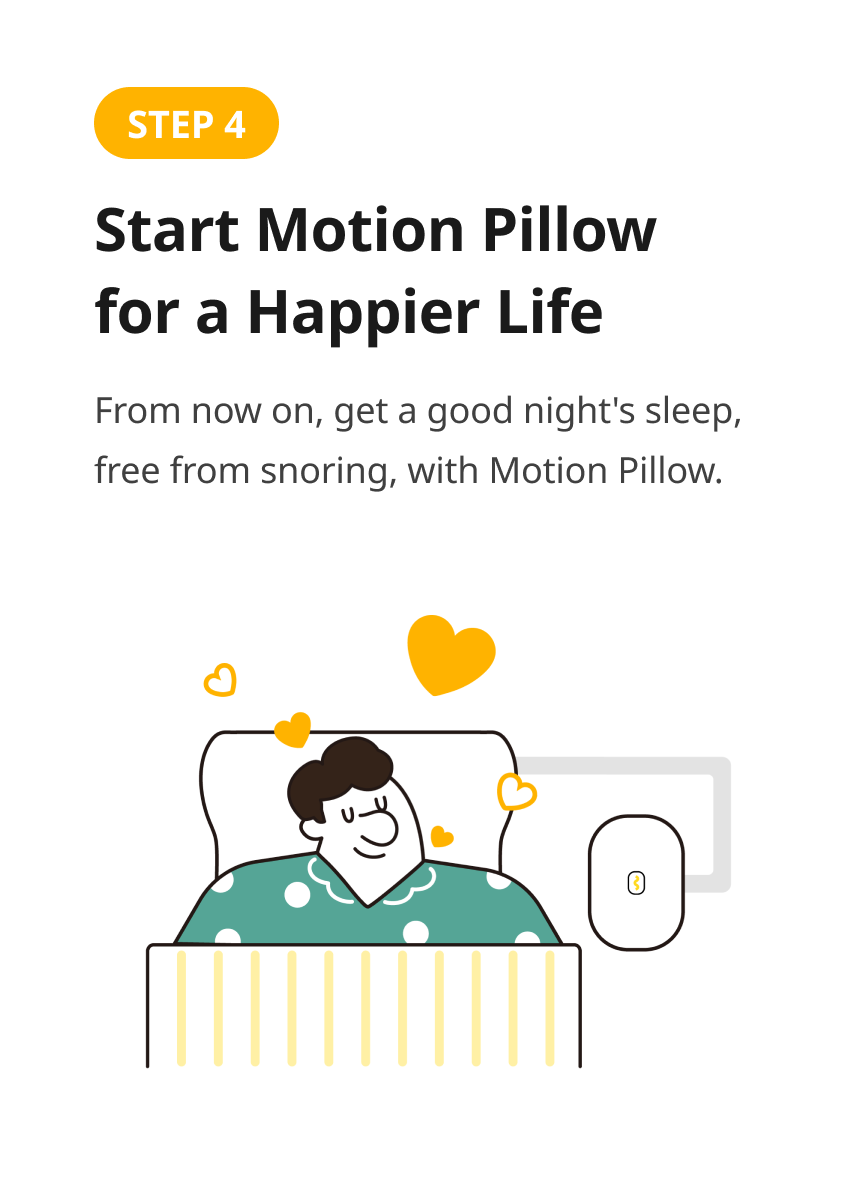 STEP 4
Start Motion Pillow
for a Happier Life
From now on, get a good night's sleep,
free from snoring, with Motion Pillow.